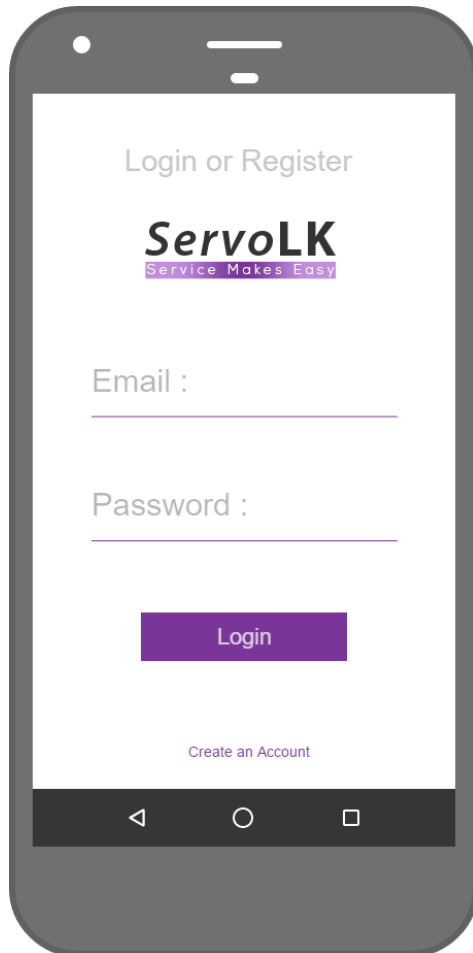 Login or Register
ServoLK
Service Makes Easy
Email :
Password :
Login
Create an Account